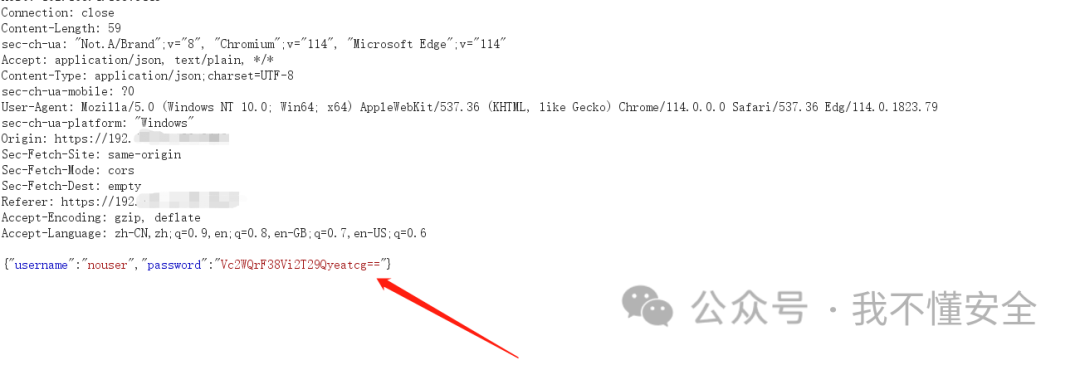 Connection: close
Content-Length: 59
sec-ch-ua: "Not.A/Brand";v="8", "Chromium";v="114", "Microsoft Edge";v="114"
Accept: application/json, text/plain, */*
Content-Type: application/json;charset=UTF-8
sec-ch-ua-mobile: ?0
User-Agent: Mozilla/5.0 (Windows NT 10.0; Win64; x64) AppleWebKit/537.36 (KHTML, like Gecko) Chrome/114.0.0.0 Safari/537.36 Edg/114.0.1823.79
sec-ch-ua-platform: "Windows"
Origin: https://192.
Sec-Fetch-Site: same-origin
Sec-Fetch-Mode: cors
Sec-Fetch-Dest: empty
Referer: https://192.
Accept-Encoding: gzip, deflate
Accept-Language: zh-CN,zh;q=0.9,en;q=0.8,en-GB;q=0.7,en-US;q=0.6
{"username":"nouser","password":"Vc2WQrF38Vi2T29Qyeatcg=="}
公众号 · 我不懂安全